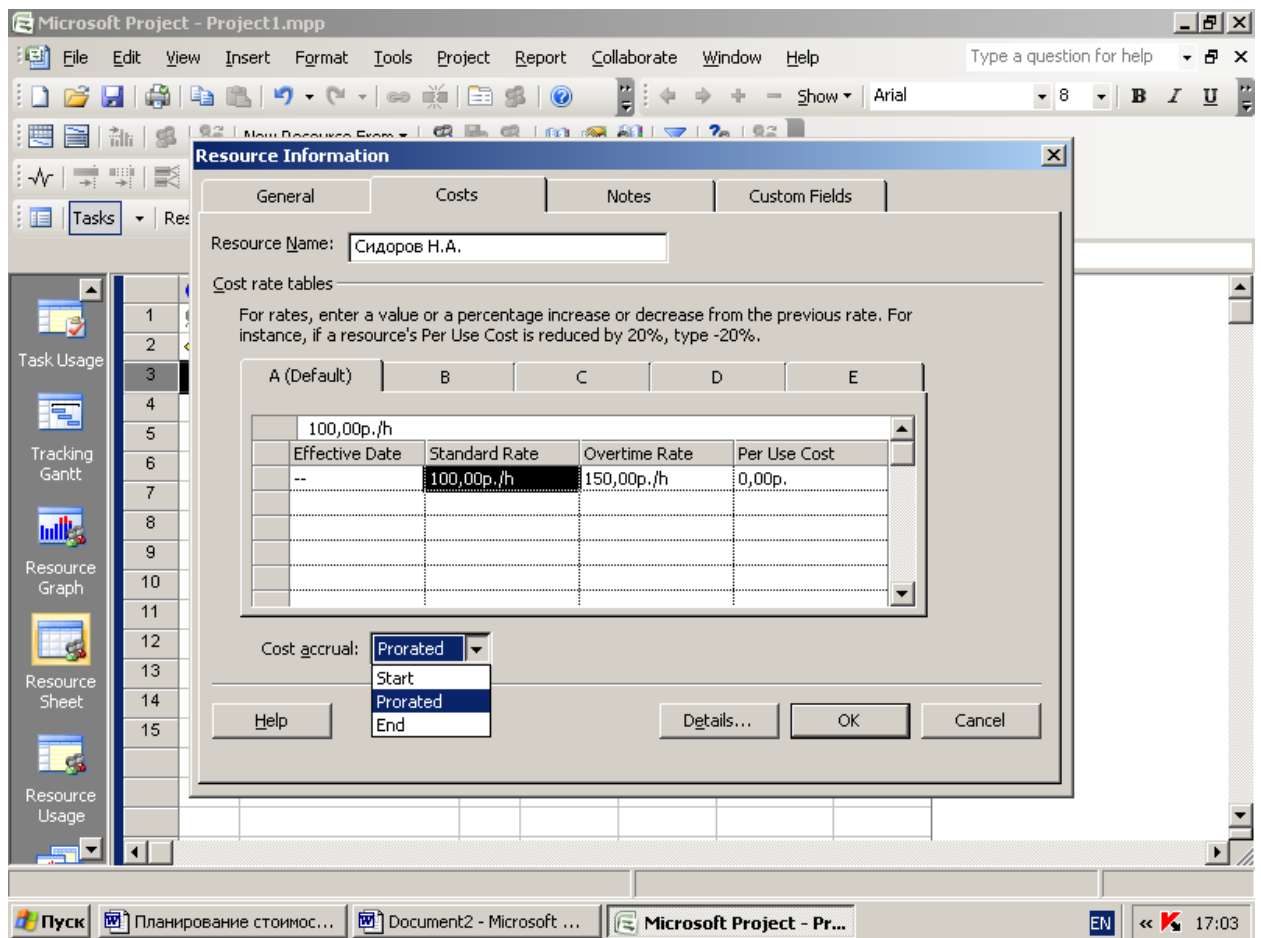 Microsoft Project - Project1.mpp
File Edit View Insert Format Tools Project Report Collaborate Window Help Type a question for help
Show Arial 8 B I U
Resource Information
Tasks
General Costs Notes Custom Fields
Resource Name: Сидоров Н.А.
Cost rate tables
For rates, enter a value or a percentage increase or decrease from the previous rate. For
instance, if a resource's Per Use Cost is reduced by 20%, type -20%.
A (Default) B C D E
100,00р./h
Effective Date Standard Rate Overtime Rate Per Use Cost
-- 100,00р./h 150,00р./h 0,00р.
Cost accrual: Prorated
Start
Prorated
End
Help Details... OK Cancel
Task Usage
Tracking
Gantt
Resource
Graph
Resource
Sheet
Resource
Usage
1
2
3
4
5
6
7
8
9
10
11
12
13
14
15
Пуск Планирование стоимос... Document2 - Microsoft ... Microsoft Project - Pr... EN « 17:03